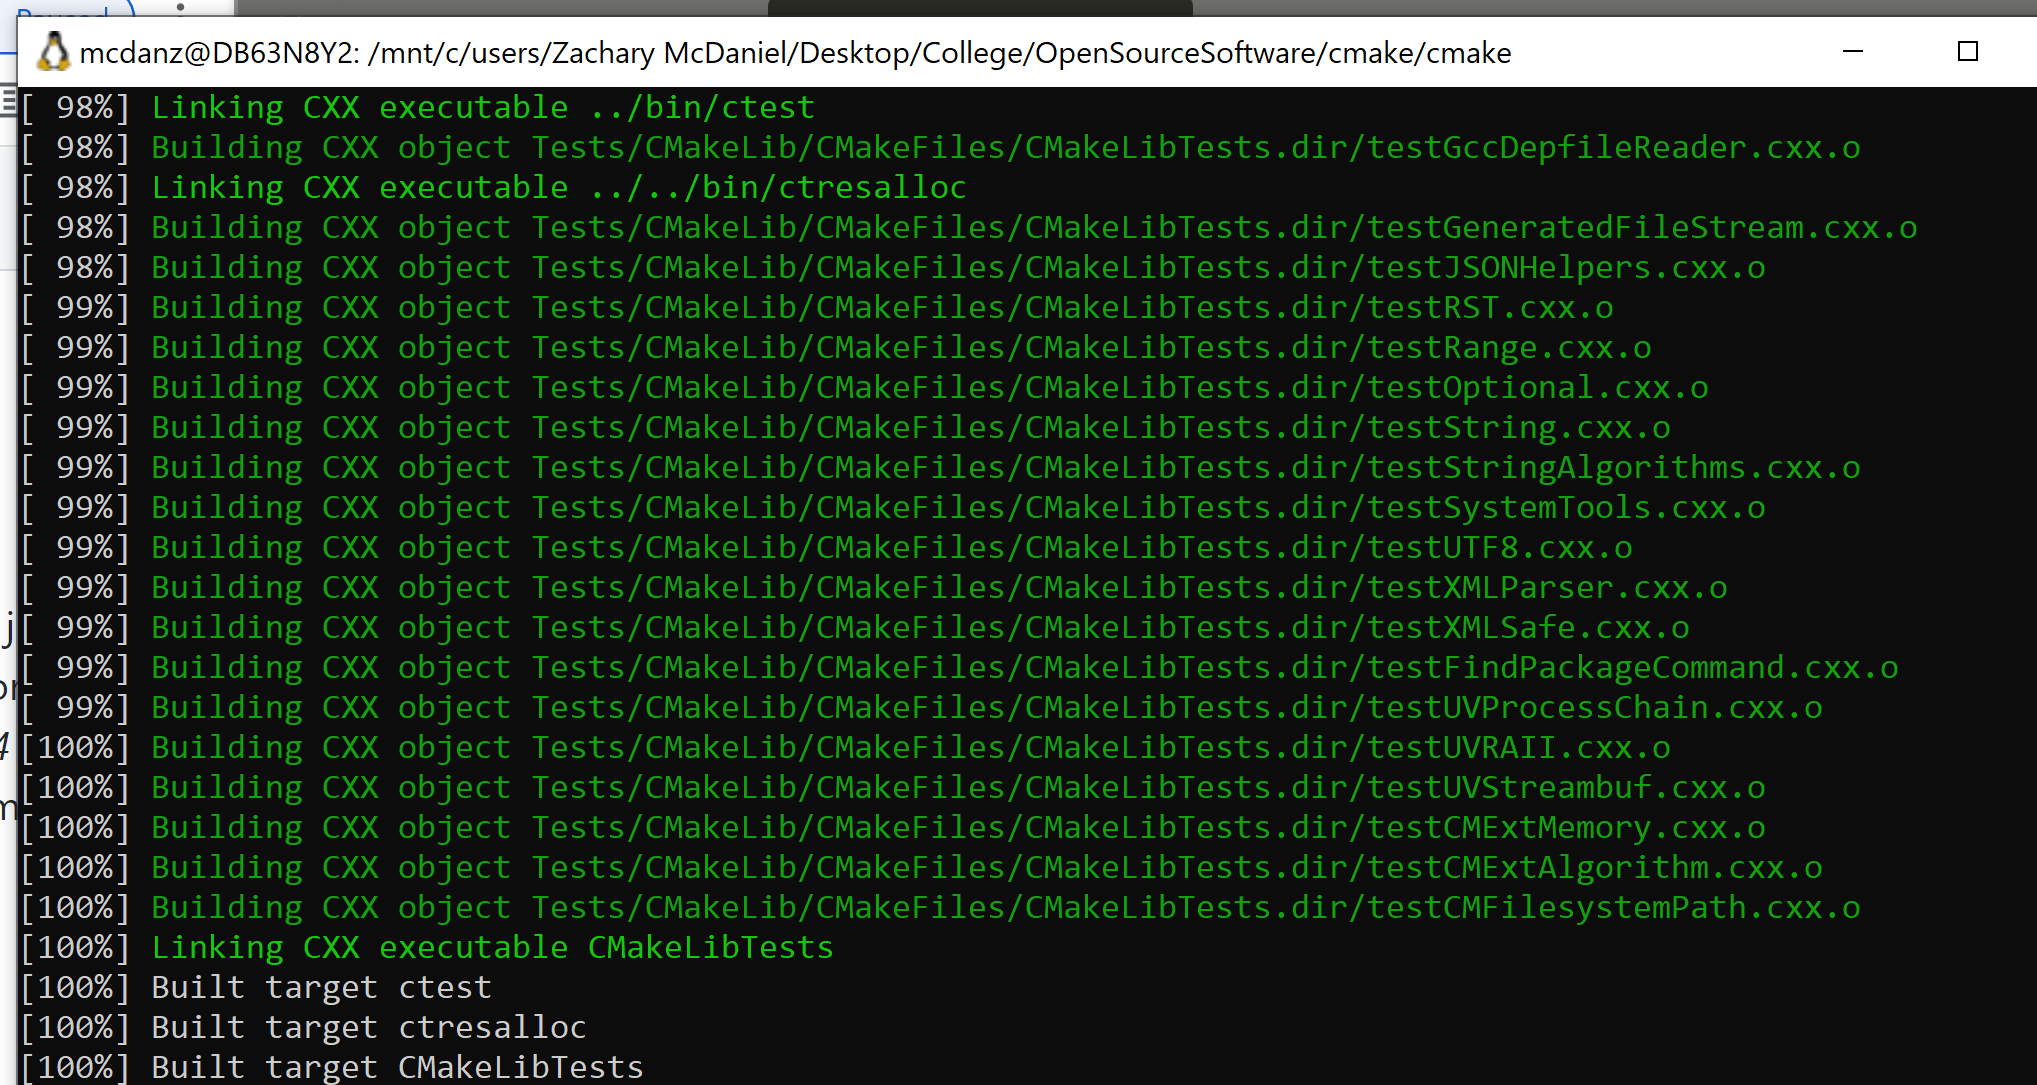 Paused
mcdanz@DB63N8Y2: /mnt/c/users/Zachary McDaniel/Desktop/College/OpenSourceSoftware/cmake/cmake
[ 98%] Linking CXX executable ../bin/ctest
[ 98%] Building CXX object Tests/CMakeLib/CMakeFiles/CMakeLibTests.dir/testGccDepfileReader.cxx.o
[ 98%] Linking CXX executable ../../bin/ctresalloc
[ 98%] Building CXX object Tests/CMakeLib/CMakeFiles/CMakeLibTests.dir/testGeneratedFileStream.cxx.o
[ 98%] Building CXX object Tests/CMakeLib/CMakeFiles/CMakeLibTests.dir/testJSONHelpers.cxx.o
[ 99%] Building CXX object Tests/CMakeLib/CMakeFiles/CMakeLibTests.dir/testRST.cxx.o
[ 99%] Building CXX object Tests/CMakeLib/CMakeFiles/CMakeLibTests.dir/testRange.cxx.o
[ 99%] Building CXX object Tests/CMakeLib/CMakeFiles/CMakeLibTests.dir/testOptional.cxx.o
[ 99%] Building CXX object Tests/CMakeLib/CMakeFiles/CMakeLibTests.dir/testString.cxx.o
[ 99%] Building CXX object Tests/CMakeLib/CMakeFiles/CMakeLibTests.dir/testStringAlgorithms.cxx.o
[ 99%] Building CXX object Tests/CMakeLib/CMakeFiles/CMakeLibTests.dir/testSystemTools.cxx.o
[ 99%] Building CXX object Tests/CMakeLib/CMakeFiles/CMakeLibTests.dir/testUTF8.cxx.o
[ 99%] Building CXX object Tests/CMakeLib/CMakeFiles/CMakeLibTests.dir/testXMLParser.cxx.o
[ 99%] Building CXX object Tests/CMakeLib/CMakeFiles/CMakeLibTests.dir/testXMLSafe.cxx.o
[ 99%] Building CXX object Tests/CMakeLib/CMakeFiles/CMakeLibTests.dir/testFindPackageCommand.cxx.o
[ 99%] Building CXX object Tests/CMakeLib/CMakeFiles/CMakeLibTests.dir/testUVProcessChain.cxx.o
[100%] Building CXX object Tests/CMakeLib/CMakeFiles/CMakeLibTests.dir/testUVRAII.cxx.o
[100%] Building CXX object Tests/CMakeLib/CMakeFiles/CMakeLibTests.dir/testUVStreambuf.cxx.o
[100%] Building CXX object Tests/CMakeLib/CMakeFiles/CMakeLibTests.dir/testCMExtMemory.cxx.o
[100%] Building CXX object Tests/CMakeLib/CMakeFiles/CMakeLibTests.dir/testCMExtAlgorithm.cxx.o
[100%] Building CXX object Tests/CMakeLib/CMakeFiles/CMakeLibTests.dir/testCMFilesystemPath.cxx.o
[100%] Linking CXX executable CMakeLibTests
[100%] Built target ctest
[100%] Built target ctresalloc
[100%] Built target CMakeLibTests